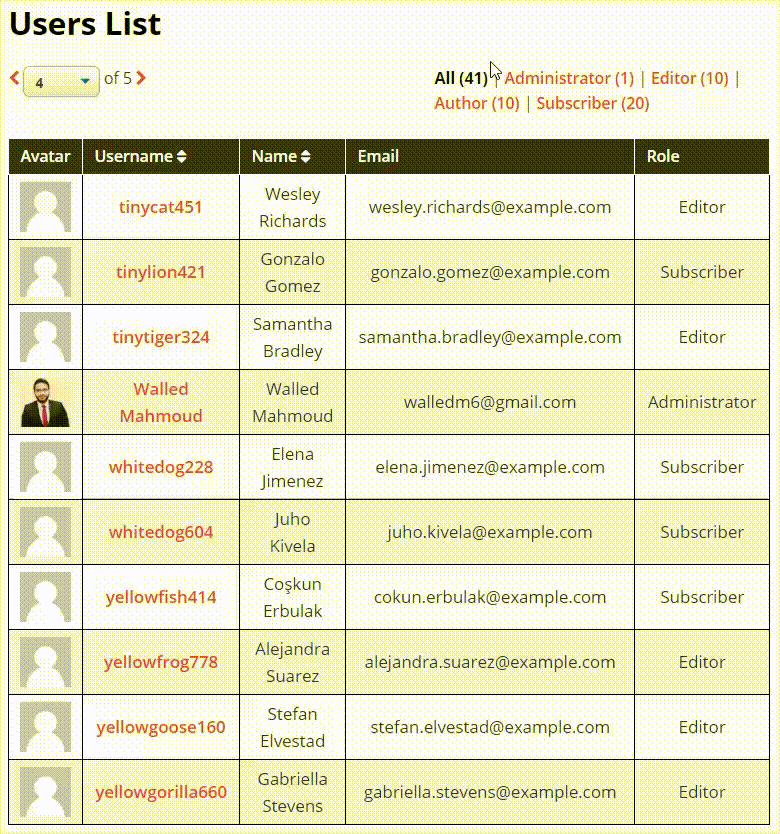 Users List
4 of 5
All (41) | Administrator (1) | Editor (10) |
Author (10) | Subscriber (20)
Avatar Username Name Email Role
tinycat451 Wesley Richards wesley.richards@example.com Editor
tinylion421 Gonzalo Gomez gonzalo.gomez@example.com Subscriber
tinytiger324 Samantha Bradley samantha.bradley@example.com Editor
Walled Mahmoud Walled Mahmoud walledm6@gmail.com Administrator
whitedog228 Elena Jimenez elena.jimenez@example.com Subscriber
whitedog604 Juho Kivela juho.kivela@example.com Subscriber
yellowfish414 Coşkun Erbulak cokun.erbulak@example.com Subscriber
yellowfrog778 Alejandra Suarez alejandra.suarez@example.com Editor
yellowgoose160 Stefan Elvestad stefan.elvestad@example.com Editor
yellowgorilla660 Gabriella Stevens gabriella.stevens@example.com Editor